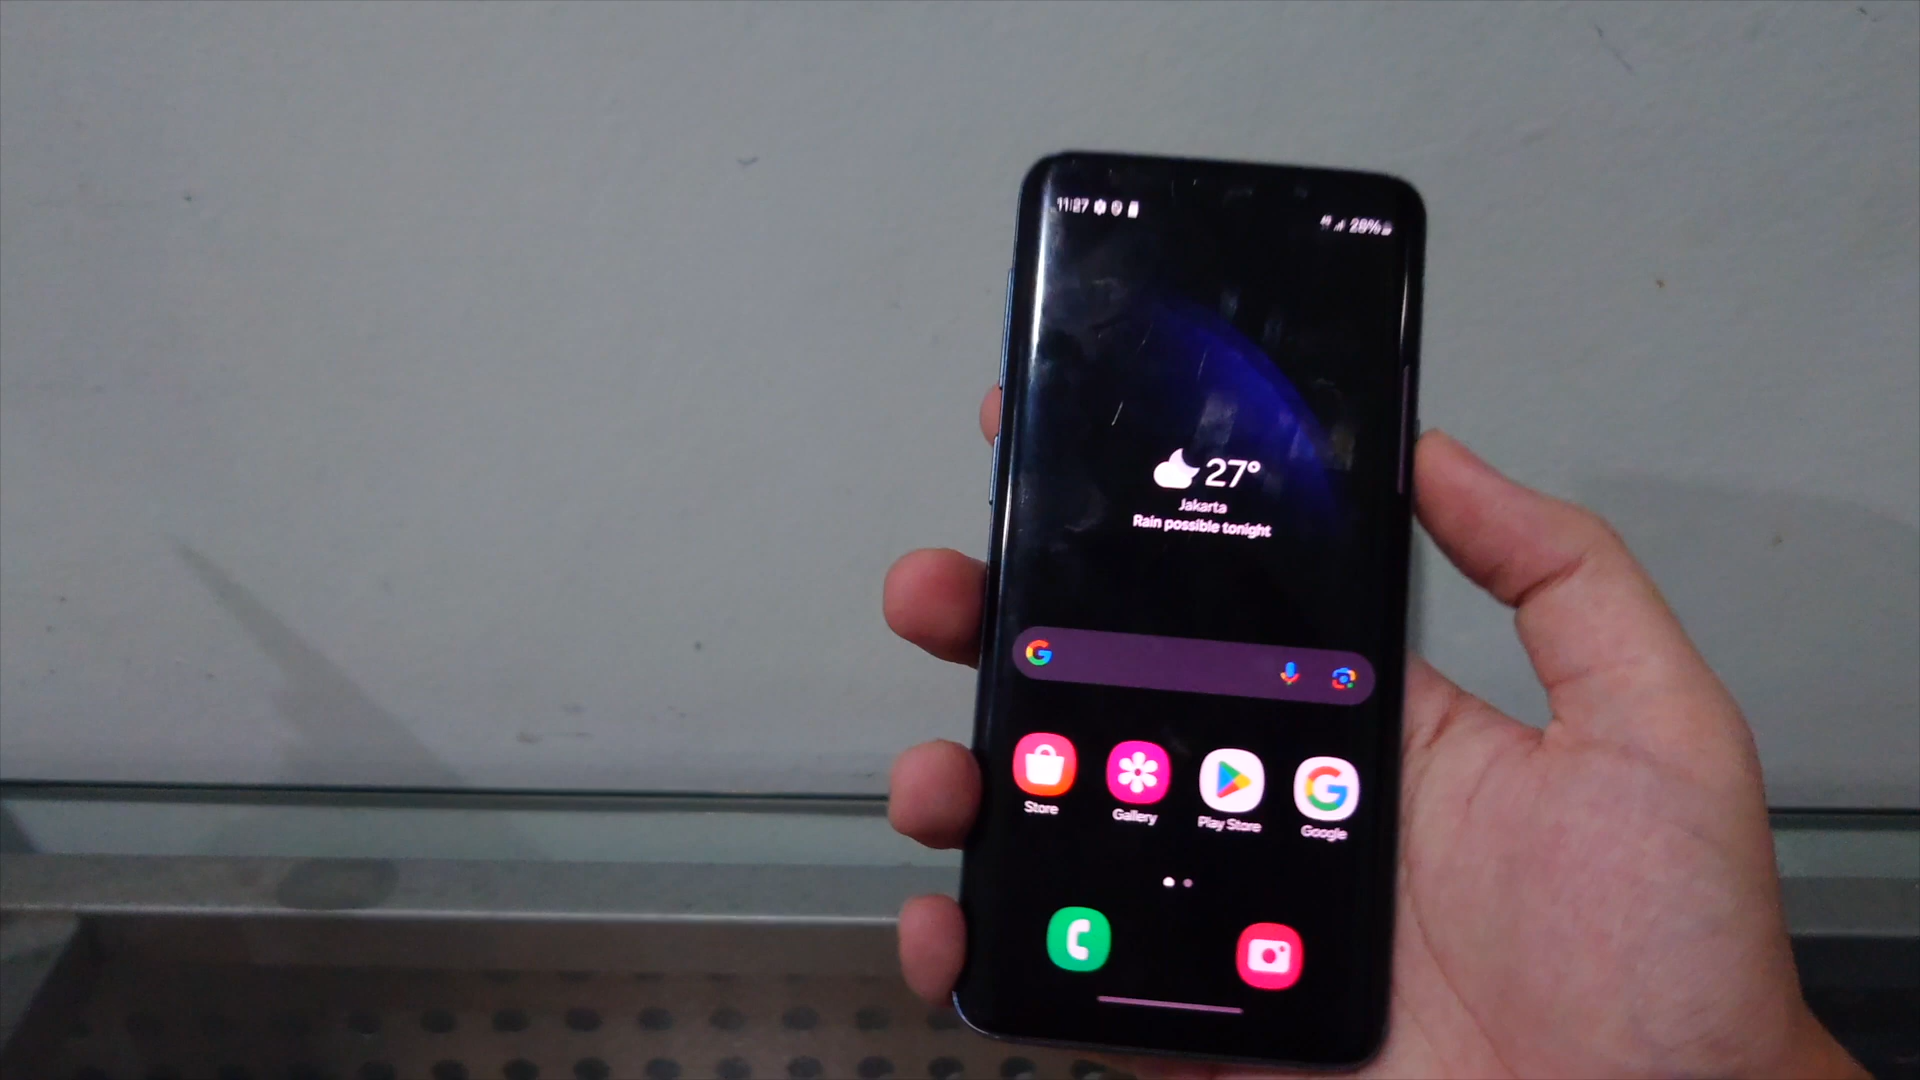 11:27
28%
27°
Jakarta
Rain possible tonight
Store
Gallery
Play Store
Google